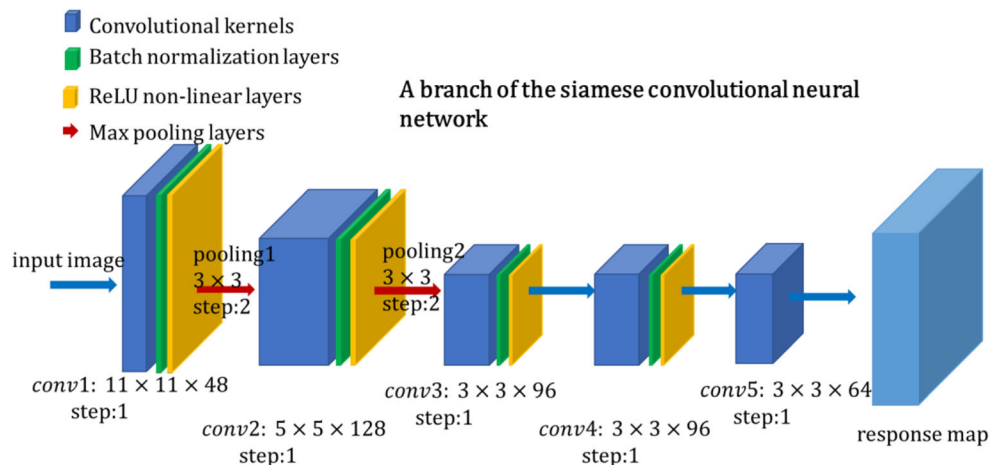 Convolutional kernels
Batch normalization layers
ReLU non-linear layers
Max pooling layers
A branch of the siamese convolutional neural
network
input image
pooling1
3 × 3
step:2
pooling2
3 × 3
step:2
conv1: 11 × 11 × 48
step:1
conv2: 5 × 5 × 128
step:1
conv3: 3 × 3 × 96
step:1
conv4: 3 × 3 × 96
step:1
conv5: 3 × 3 × 64
step:1
response map